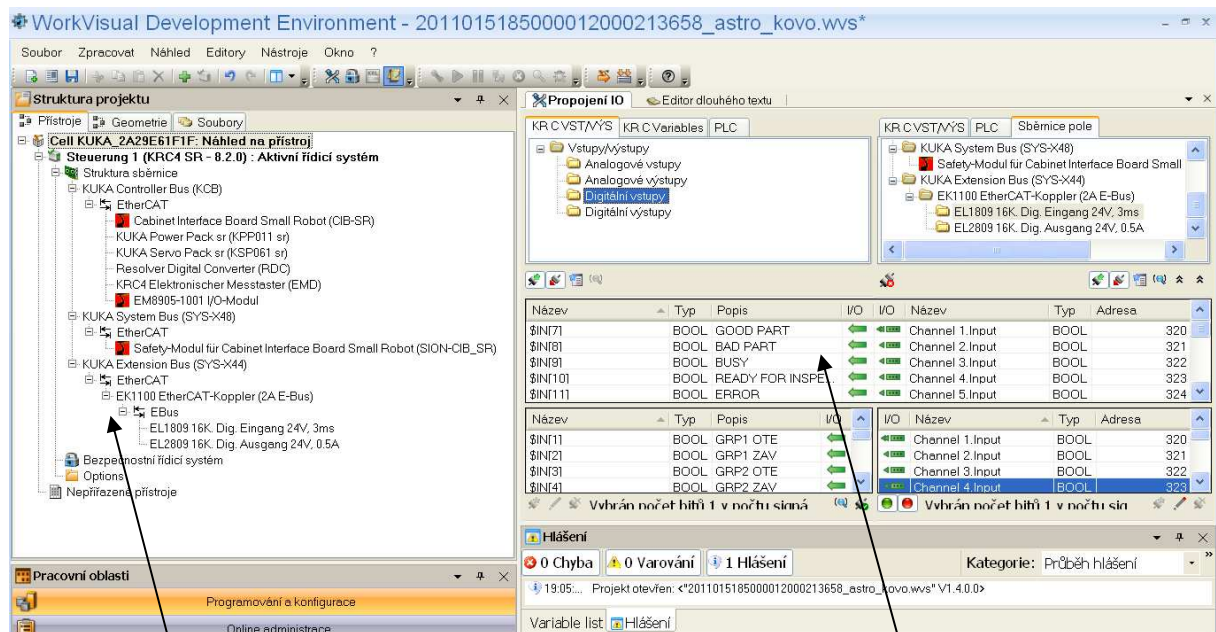 WorkVisual Development Environment - 20110151850000120002​13658_astro_kovo.wvs*
Soubor Zpracovat Náhled Editory Nástroje Okno ?
Struktura projektu
Přístroje Geometrie Soubory
Cell KUKA_2A29E61F1F: Náhled na přístroj
Steuerung 1 (KRC4 SR - 8.2.0) : Aktivní řídicí systém
Struktura sběrnice
KUKA Controller Bus (KCB)
EtherCAT
Cabinet Interface Board Small Robot (CIB-SR)
KUKA Power Pack sr (KPP011 sr)
KUKA Servo Pack sr (KSP061 sr)
Resolver Digital Converter (RDC)
KRC4 Elektronischer Messtaster (EMD)
EM8905-1001 I/O-Modul
KUKA System Bus (SYS-X48)
EtherCAT
Safety-Modul für Cabinet Interface Board Small Robot (SION-CIB_SR)
KUKA Extension Bus (SYS-X44)
EtherCAT
EK1100 EtherCAT-Koppler (2A E-Bus)
EBus
EL1809 16K. Dig. Eingang 24V, 3ms
EL2809 16K. Dig. Ausgang 24V, 0.5A
Bezpečnostní řídicí systém
Options
Nepřiřazené přístroje
Pracovní oblasti
Programování a konfigurace
Online administrace
Propojení IO Editor dlouhého textu
KR C VST/VÝS KR C Variables PLC
Vstupy/výstupy
Analogové vstupy
Analogové výstupy
Digitální vstupy
Digitální výstupy
KR C VST/VÝS PLC Sběrnice pole
KUKA System Bus (SYS-X48)
Safety-Modul für Cabinet Interface Board Small
KUKA Extension Bus (SYS-X44)
EK1100 EtherCAT-Koppler (2A E-Bus)
EL1809 16K. Dig. Eingang 24V, 3ms
EL2809 16K. Dig. Ausgang 24V, 0.5A
Název Typ Popis I/O I/O Název Typ Adresa
$IN[7] BOOL GOOD PART Channel 1.Input BOOL 320
$IN[8] BOOL BAD PART Channel 2.Input BOOL 321
$IN[9] BOOL BUSY Channel 3.Input BOOL 322
$IN[10] BOOL READY FOR INSPE... Channel 4.Input BOOL 323
$IN[11] BOOL ERROR Channel 5.Input BOOL 324
Název Typ Popis I/O I/O Název Typ Adresa
$IN[1] BOOL GRP1 OTE Channel 1.Input BOOL 320
$IN[2] BOOL GRP1 ZAV Channel 2.Input BOOL 321
$IN[3] BOOL GRP2 OTE Channel 3.Input BOOL 322
$IN[4] BOOL GRP2 ZAV Channel 4.Input BOOL 323
Vybrán počet bitů 1 v počtu signá Vybrán počet bitů 1 v počtu sig
Hlášení
0 Chyba 0 Varování 1 Hlášení Kategorie: Průběh hlášení
19:05:... Projekt otevřen: <"2011015185000012000213658_astro_kovo.wvs" V1.4.0.0>
Variable list Hlášení